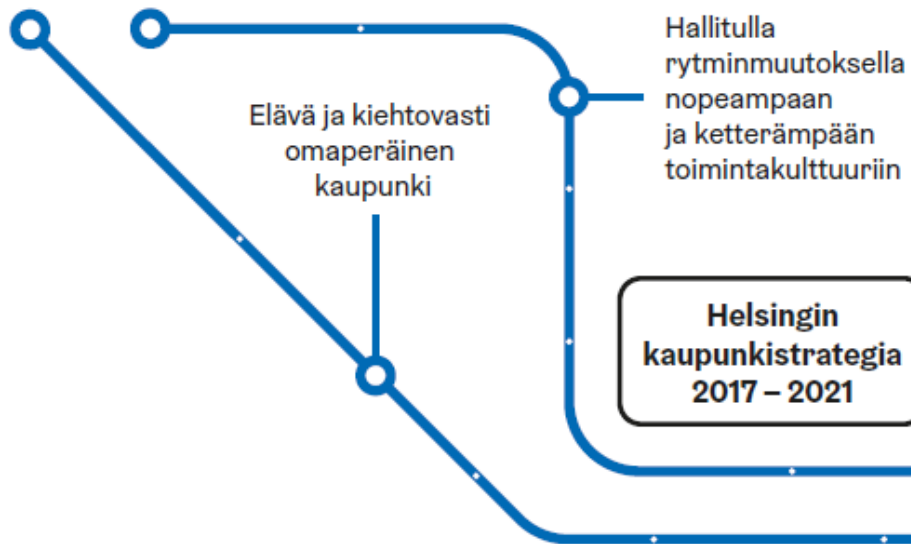 Hallitulla
rytminmuutoksella
nopeampaan
ja ketterämpään
toimintakulttuuriin
Elävä ja kiehtovasti
omaperäinen
kaupunki
Helsingin
kaupunkistrategia
2017 – 2021